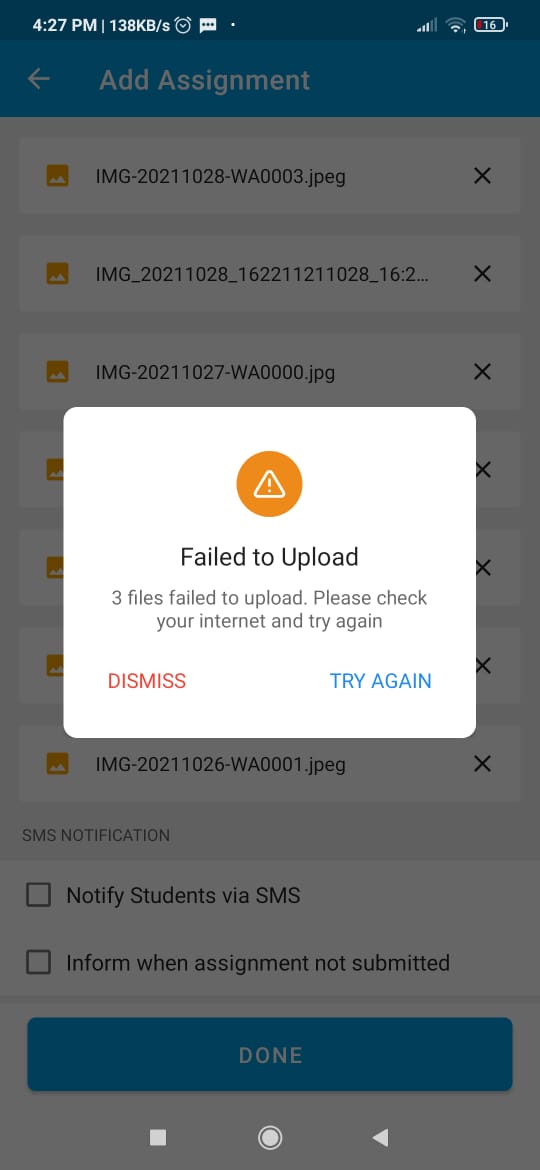 4:27 PM | 138KB/s
16
Add Assignment
IMG-20211028-WA0003.jpeg
IMG_20211028_162211211028_16:2...
IMG-20211027-WA0000.jpg
Failed to Upload
3 files failed to upload. Please check
your internet and try again
DISMISS
TRY AGAIN
IMG-20211026-WA0001.jpeg
SMS NOTIFICATION
Notify Students via SMS
Inform when assignment not submitted
DONE